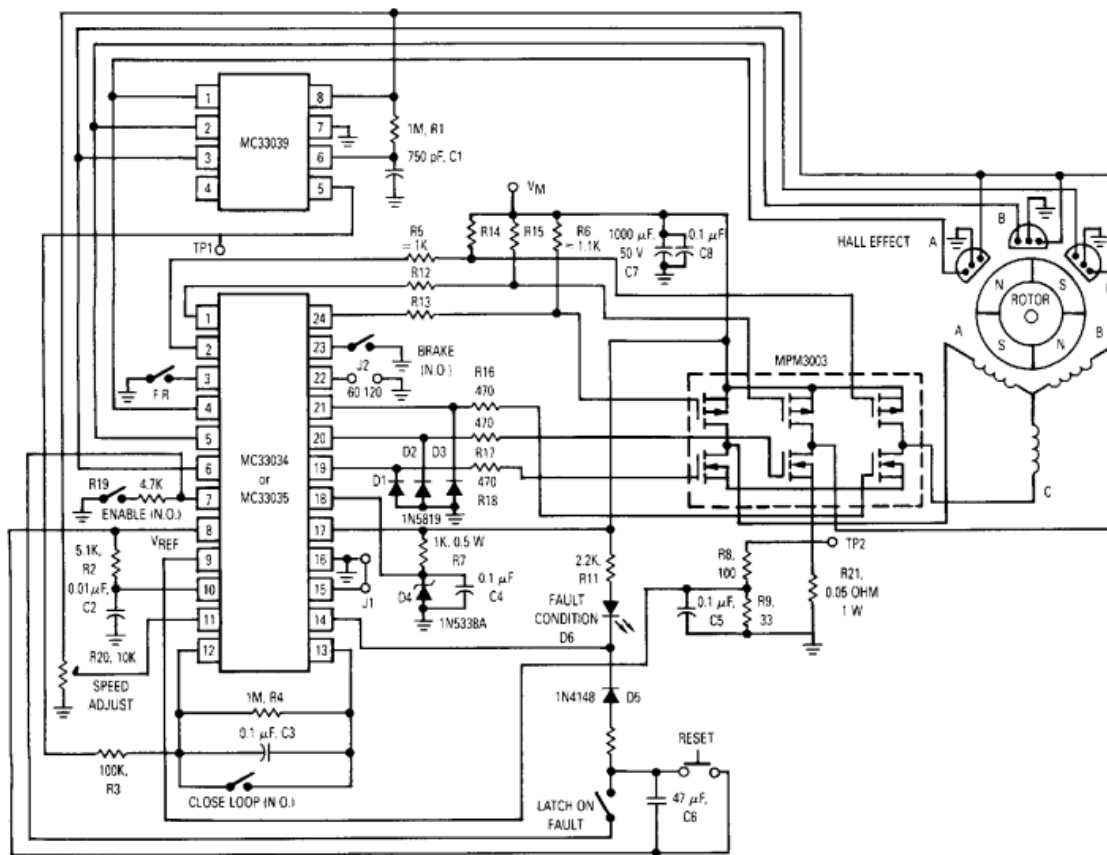 1
2
3
4
MC33039
8
7
6
5
1M, R1
750 pF, C1
TP1
VM
R5
= 1K
R14
R15
R6
≈ 1.1K
1000 µF,
50 V
C7
0.1 µF
C8
R12
R13
HALL EFFECT
A
B
N
S
ROTOR
S
N
A
B
C
1
2
3
4
5
6
7
8
9
10
11
12
MC33034
or
MC33035
24
23
22
21
20
19
18
17
16
15
14
13
F R
J2
BRAKE
(N.O.)
60 120
R16
470
470
R17
470
R18
D1
D2
D3
1N5819
MPM3003
R19
4.7K
ENABLE (N.O.)
VREF
5.1K,
R2
0.01 µF,
C2
R20, 10K
SPEED
ADJUST
1K, 0.5 W
R7
D4
0.1 µF
C4
1N5338A
J1
2.2K,
R11
FAULT
CONDITION
D6
1N4148
D5
R8,
100
TP2
0.1 µF,
C5
R9,
33
R21,
0.05 OHM
1 W
1M, R4
0.1 µF, C3
100K,
R3
CLOSE LOOP (N.O.)
LATCH ON
FAULT
RESET
47 µF,
C6